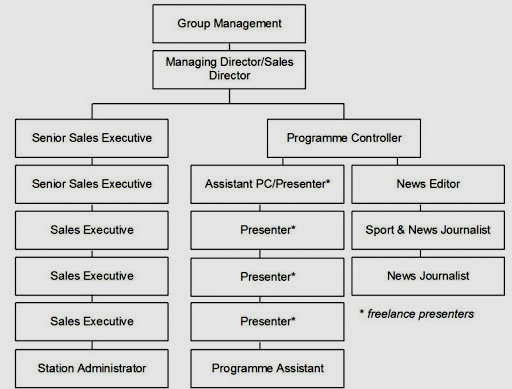 Group Management
Managing Director/Sales
Director
Senior Sales Executive
Programme Controller
Senior Sales Executive
Assistant PC/Presenter*
News Editor
Sales Executive
Presenter*
Sport & News Journalist
Sales Executive
Presenter*
News Journalist
Sales Executive
Presenter*
* freelance presenters
Station Administrator
Programme Assistant